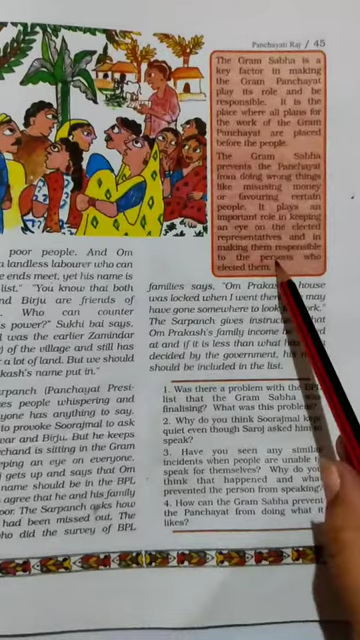 Panchayati Raj / 45
The Gram Sabha is a
key factor in making
the Gram Panchayat
play its role and be
responsible. It is the
place where all plans for
the work of the Gram
Panchayat are placed
before the people.
The Gram Sabha
prevents the Panchayat
from doing wrong things
like misusing money
or favouring certain
people. It plays an
important role in keeping
an eye on the elected
representatives and in
making them responsible
to the persons who
elected them.
poor people. And Om
a landless labourer who can
ends meet, yet his name is
list." "You know that both
nd Birju are friends of
Who can counter
s power?" Sukhi bai says.
was the earlier Zamindar
) of the village and still has
a lot of land. But we should
kash's name put in."
rpanch (Panchayat Presi-
es people whispering and
yone has anything to say.
to provoke Soorajmal to ask
war and Birju. But he keeps
chand is sitting in the Gram
eping an eye on everyone.
gets up and says that Om
name should be in the BPL
agree that he and his family
oor. The Sarpanch asks how
had been missed out. The
ho did the survey of BPL
families says, "Om Prakash's house
was locked when I went there. may
have gone somewhere to look
The Sarpanch gives instruc hat
Om Prakash's family income
at and if it is less than what
decided by the government, his
should be included in the list.
1. Was there a problem with the BPL
list that the Gram Sabha was
finalising? What was this problem?
2. Why do you think Soorajmal
quiet even though Saroj asked him
speak?
3. Have you seen any similar
incidents when people are unable
speak for themselves? Why do you
think that happened and what
prevented the person from speaking?
4. How can the Gram Sabha prevent
the Panchayat from doing what it
likes?